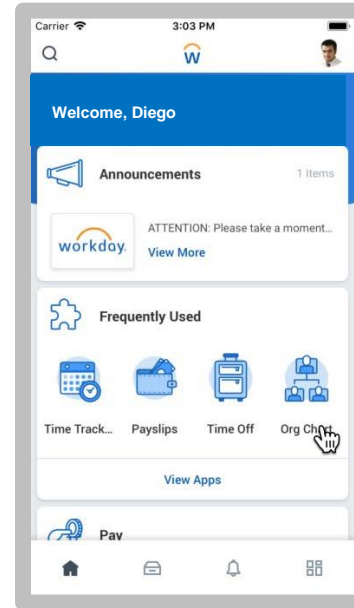 Carrier 3:03 PM
W
Welcome, Diego
Announcements 1 Items
workday.
ATTENTION: Please take a moment...
View More
Frequently Used
Time Track... Payslips Time Off Org Chart
View Apps
Pay